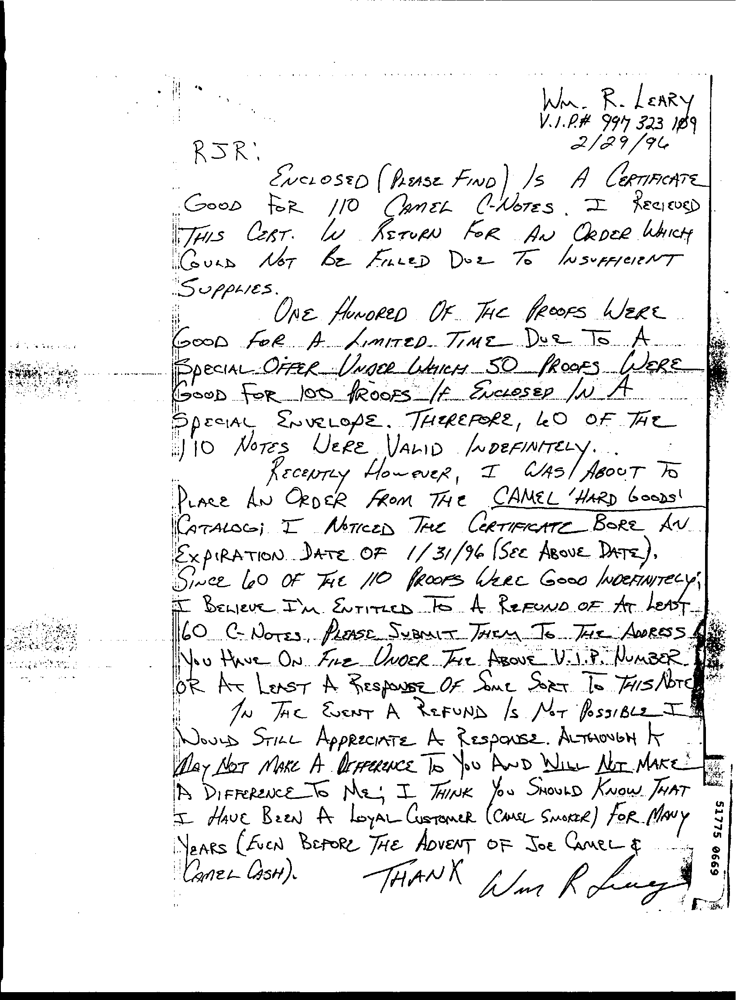 Wm. R. LEARY
V.I.P.# 997 323 109
2/29/96
RJR:
ENCLOSED (PLEASE FIND) IS A CERTIFICATE
GOOD FOR 110 CAMEL C-NOTES. I RECIEVED
THIS CERT. IN RETURN FOR AN ORDER WHICH
COULD NOT BE FILLED DUE TO INSUFFICIENT
SUPPLIES.
ONE HUNDRED OF THE PROOFS WERE
GOOD FOR A LIMITED TIME DUE TO A
SPECIAL OFFER UNDER WHICH 50 PROOFS WERE
GOOD FOR 100 PROOFS IF ENCLOSED IN A
SPECIAL ENVELOPE. THEREFORE, 60 OF THE
110 NOTES WERE VALID INDEFINITELY.
RECENTLY HOWEVER, I WAS ABOUT TO
PLACE AN ORDER FROM THE CAMEL 'HARD GOODS'
CATALOG; I NOTICED THE CERTIFICATE BORE AN
EXPIRATION DATE OF 1/31/96 (SEE ABOVE DATE).
SINCE 60 OF THE 110 PROOFS WERE GOOD INDEFINITELY;
I BELIEVE I'M ENTITLED TO A REFUND OF AT LEAST
60 C-NOTES. PLEASE SUBMIT THEM TO THE ADDRESS
YOU HAVE ON FILE UNDER THE ABOVE V.I.P. NUMBER
OR AT LEAST A RESPONSE OF SOME SORT TO THIS NOTE
IN THE EVENT A REFUND IS NOT POSSIBLE I
WOULD STILL APPRECIATE A RESPONSE. ALTHOUGH IT
MAY NOT MAKE A DIFFERENCE TO YOU AND WILL NOT MAKE
A DIFFERENCE TO ME; I THINK YOU SHOULD KNOW THAT
I HAVE BEEN A LOYAL CUSTOMER (CAMEL SMOKER) FOR MANY
YEARS (EVEN BEFORE THE ADVENT OF JOE CAMEL &
CAMEL CASH).
THANX Wm R Leary
51775 0669